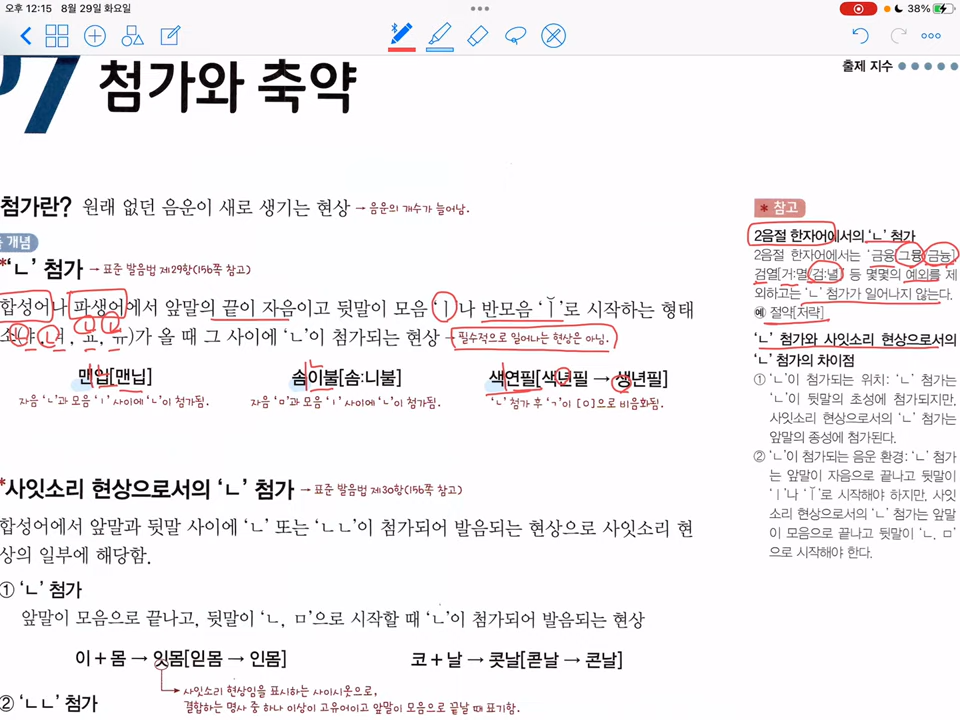 오후 12:15 8월 29일 화요일
38%
출제 지수
첨가와 축약
첨가란? 원래 없던 음운이 새로 생기는 현상 → 음운의 개수가 늘어남.
개념
*'ㄴ' 첨가 → 표준 발음법 제29항(156쪽 참고)
합성어나 파생어에서 앞말의 끝이 자음이고 뒷말이 모음 'ㅣ'나 반모음 'ㅣ̆'로 시작하는 형태
소(야, 여, 요, 유)가 올 때 그 사이에 'ㄴ'이 첨가되는 현상 → 필수적으로 일어나는 현상은 아님.
맨입[맨닙] 솜이불[솜ː니불] 색연필[색년필 → 생년필]
자음 'ㄴ'과 모음 'ㅣ' 사이에 'ㄴ'이 첨가됨. 자음 'ㅁ'과 모음 'ㅣ' 사이에 'ㄴ'이 첨가됨. 'ㄴ' 첨가 후 'ㄱ'이 [ㅇ]으로 비음화됨.
*사잇소리 현상으로서의 'ㄴ' 첨가 → 표준 발음법 제30항(156쪽 참고)
합성어에서 앞말과 뒷말 사이에 'ㄴ' 또는 'ㄴㄴ'이 첨가되어 발음되는 현상으로 사잇소리 현
상의 일부에 해당함.
① 'ㄴ' 첨가
앞말이 모음으로 끝나고, 뒷말이 'ㄴ, ㅁ'으로 시작할 때 'ㄴ'이 첨가되어 발음되는 현상
이 + 몸 → 잇몸[읻몸 → 인몸] 코 + 날 → 콧날[콛날 → 콘날]
사잇소리 현상임을 표시하는 사이시옷으로,
결합하는 명사 중 하나 이상이 고유어이고 앞말이 모음으로 끝날 때 표기함.
② 'ㄴㄴ' 첨가
* 참고
2음절 한자어에서의 'ㄴ' 첨가
2음절 한자어에서는 '금융[그뮹/금늉],
검열[거ː멸/검ː녈]' 등 몇몇의 예외를 제
외하고는 'ㄴ' 첨가가 일어나지 않는다.
예 절약[저략]
'ㄴ' 첨가와 사잇소리 현상으로서의
'ㄴ' 첨가의 차이점
① 'ㄴ'이 첨가되는 위치: 'ㄴ' 첨가는
'ㄴ'이 뒷말의 초성에 첨가되지만,
사잇소리 현상으로서의 'ㄴ' 첨가는
앞말의 종성에 첨가된다.
② 'ㄴ'이 첨가되는 음운 환경: 'ㄴ' 첨가
는 앞말이 자음으로 끝나고 뒷말이
'ㅣ'나 'ㅣ̆'로 시작해야 하지만, 사잇
소리 현상으로서의 'ㄴ' 첨가는 앞말
이 모음으로 끝나고 뒷말이 'ㄴ, ㅁ'
으로 시작해야 한다.